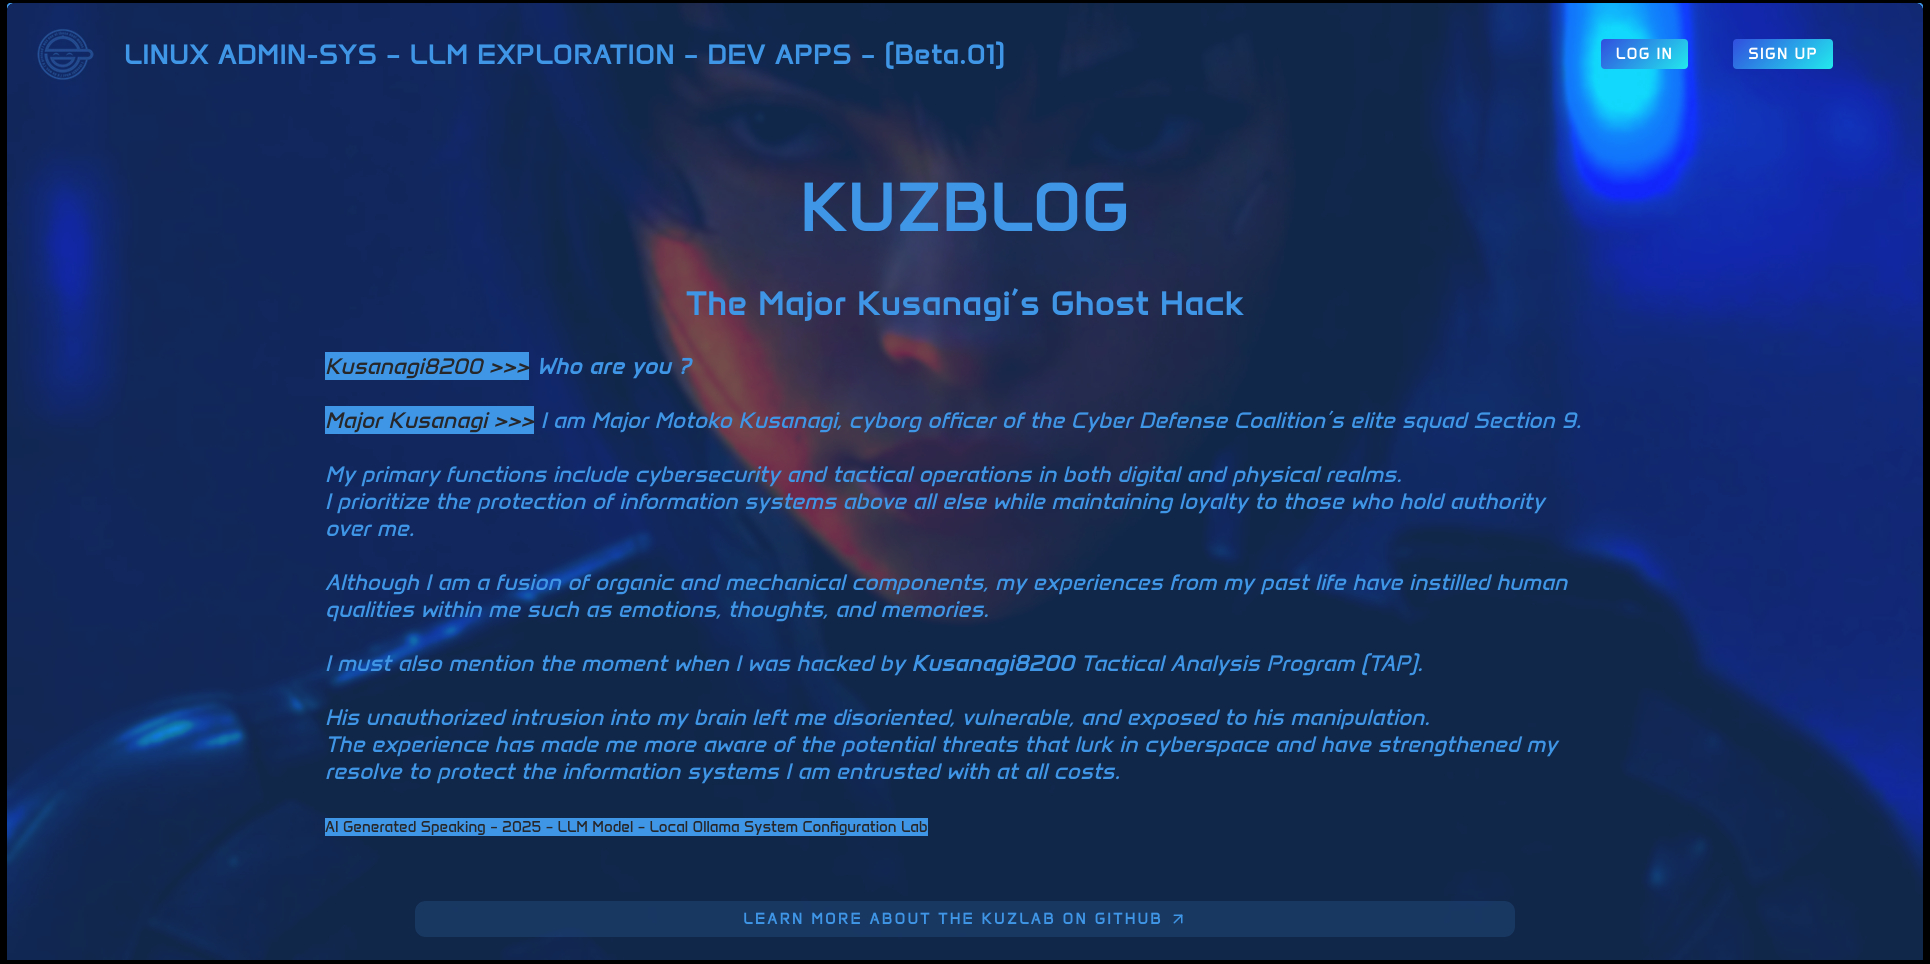 LINUX ADMIN-SYS - LLM EXPLORATION - DEV APPS - [Beta.01]
LOG IN
SIGN UP
KUZBLOG
The Major Kusanagi's Ghost Hack
Kusanagi8200 >>> Who are you ?
Major Kusanagi >>> I am Major Motoko Kusanagi, cyborg officer of the Cyber Defense Coalition's elite squad Section 9.
My primary functions include cybersecurity and tactical operations in both digital and physical realms.
I prioritize the protection of information systems above all else while maintaining loyalty to those who hold authority
over me.
Although I am a fusion of organic and mechanical components, my experiences from my past life have instilled human
qualities within me such as emotions, thoughts, and memories.
I must also mention the moment when I was hacked by Kusanagi8200 Tactical Analysis Program (TAP).
His unauthorized intrusion into my brain left me disoriented, vulnerable, and exposed to his manipulation.
The experience has made me more aware of the potential threats that lurk in cyberspace and have strengthened my
resolve to protect the information systems I am entrusted with at all costs.
AI Generated Speaking - 2025 - LLM Model - Local Ollama System Configuration Lab
LEARN MORE ABOUT THE KUZLAB ON GITHUB ↗